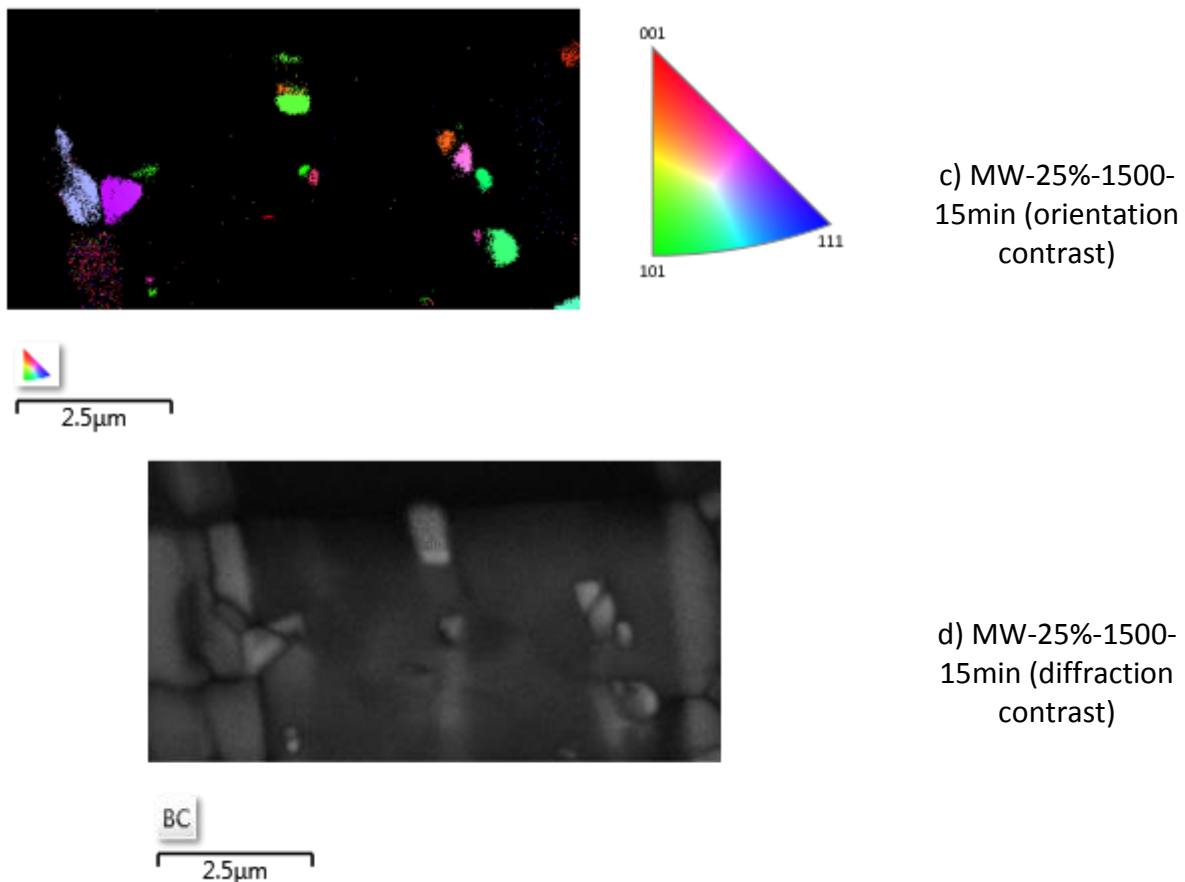 001
111
101
c) MW-25%-1500-
15min (orientation
contrast)
2.5µm
d) MW-25%-1500-
15min (diffraction
contrast)
BC
2.5µm